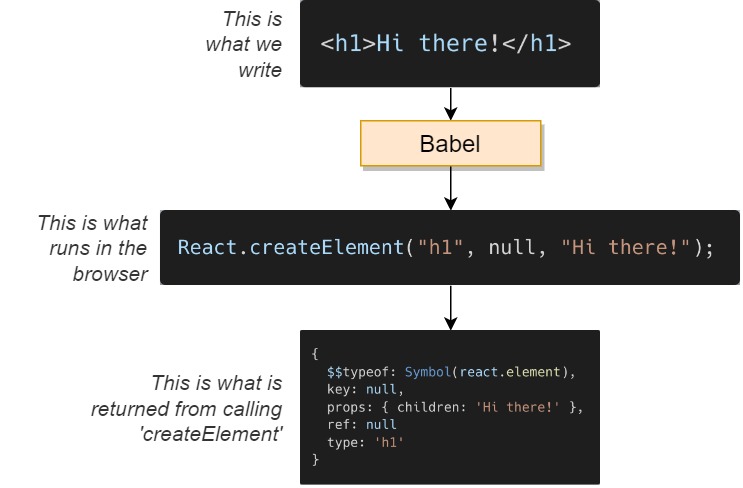 This is
what we
write
<h1>Hi there!</h1>
Babel
This is what
runs in the
browser
React.createElement("h1", null, "Hi there!");
This is what is
returned from calling
'createElement'
{
  $$typeof: Symbol(react.element),
  key: null,
  props: { children: 'Hi there!' },
  ref: null
  type: 'h1'
}